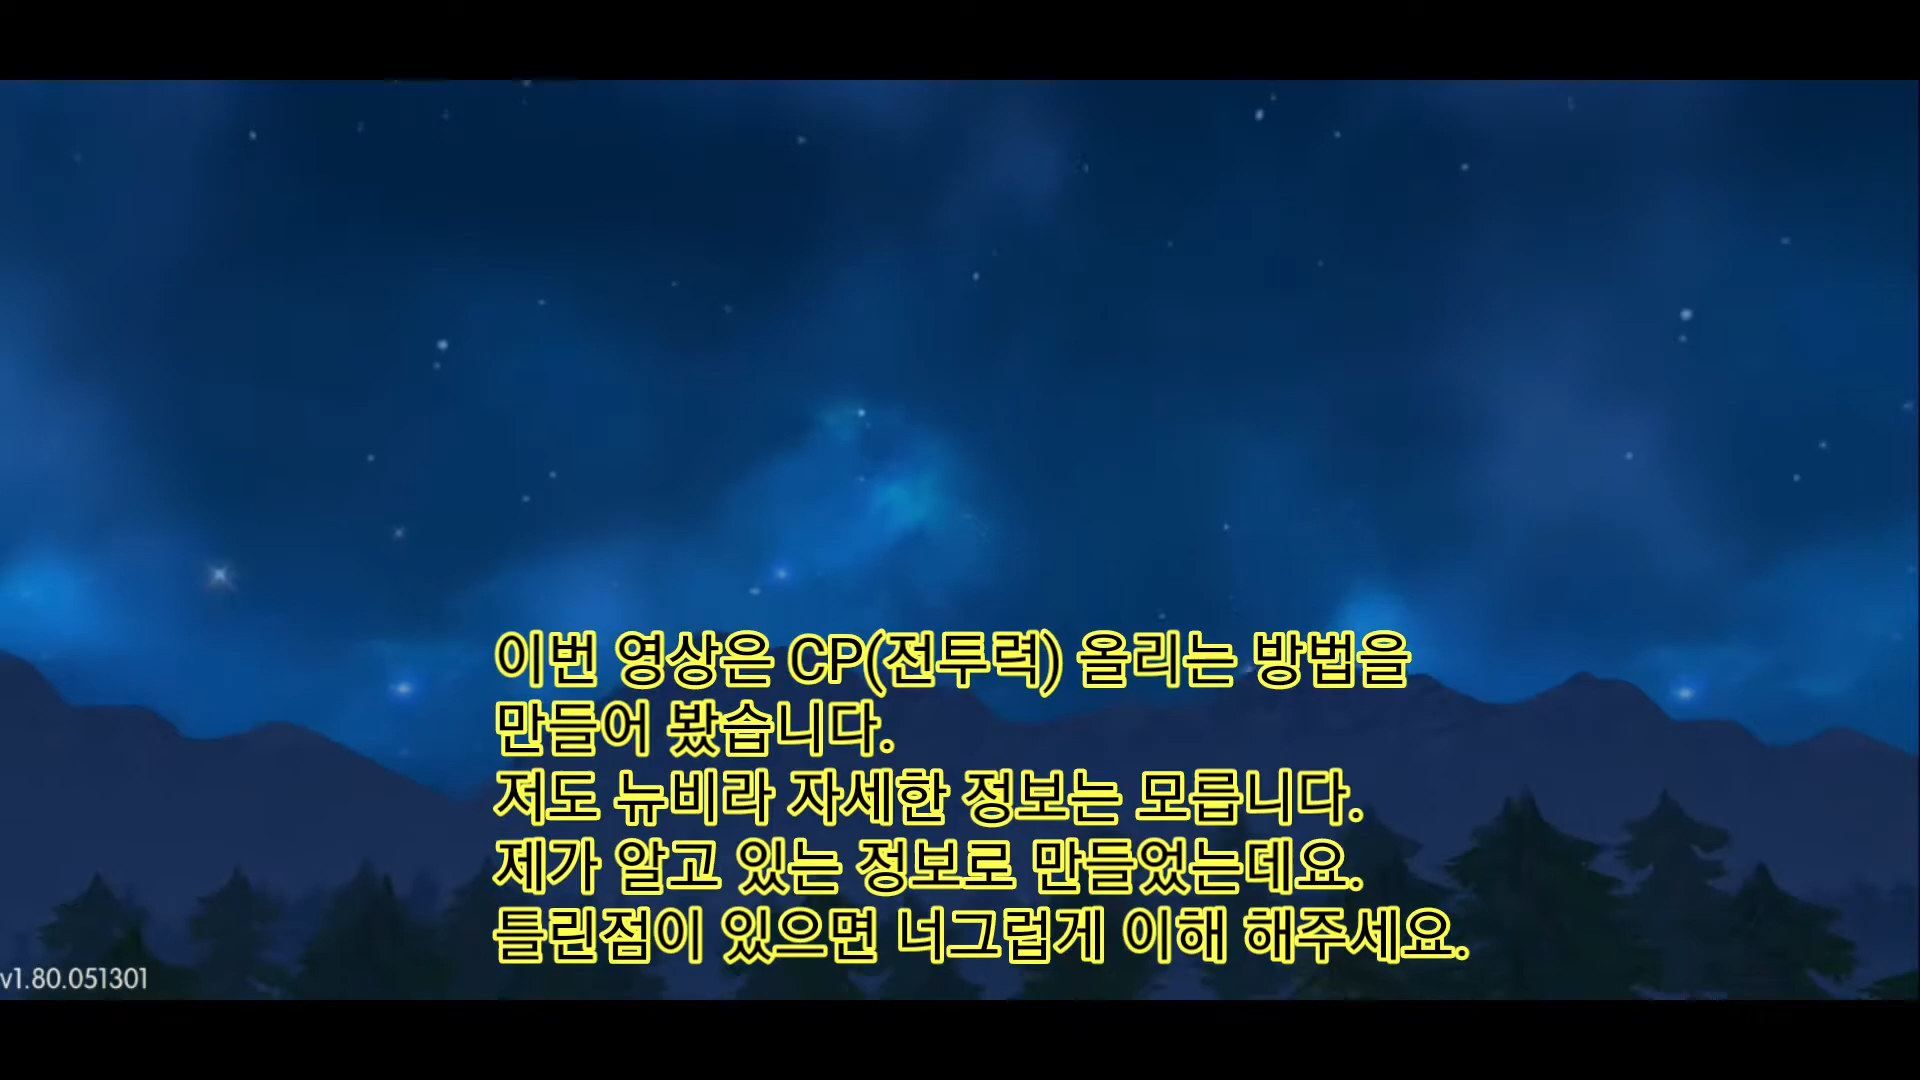 이번 영상은 CP(전투력) 올리는 방법을
만들어 봤습니다.
저도 뉴비라 자세한 정보는 모릅니다.
제가 알고 있는 정보로 만들었는데요.
틀린점이 있으면 너그럽게 이해 해주세요.
v1.80.051301